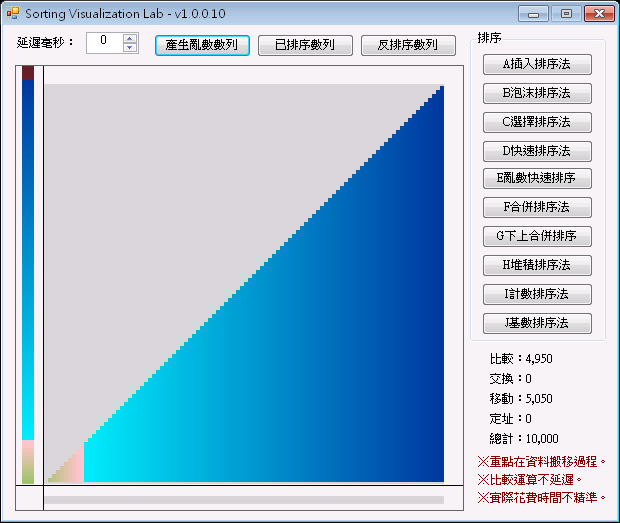 Sorting Visualization Lab - v1.0.0.10
延遲毫秒： 0 產生亂數數列 已排序數列 反排序數列
排序
A插入排序法
B泡沫排序法
C選擇排序法
D快速排序法
E亂數快速排序
F合併排序法
G下上合併排序
H堆積排序法
I計數排序法
J基數排序法
比較：4,950
交換：0
移動：5,050
定址：0
總計：10,000
※重點在資料搬移過程。
※比較運算不延遲。
※實際花費時間不精準。